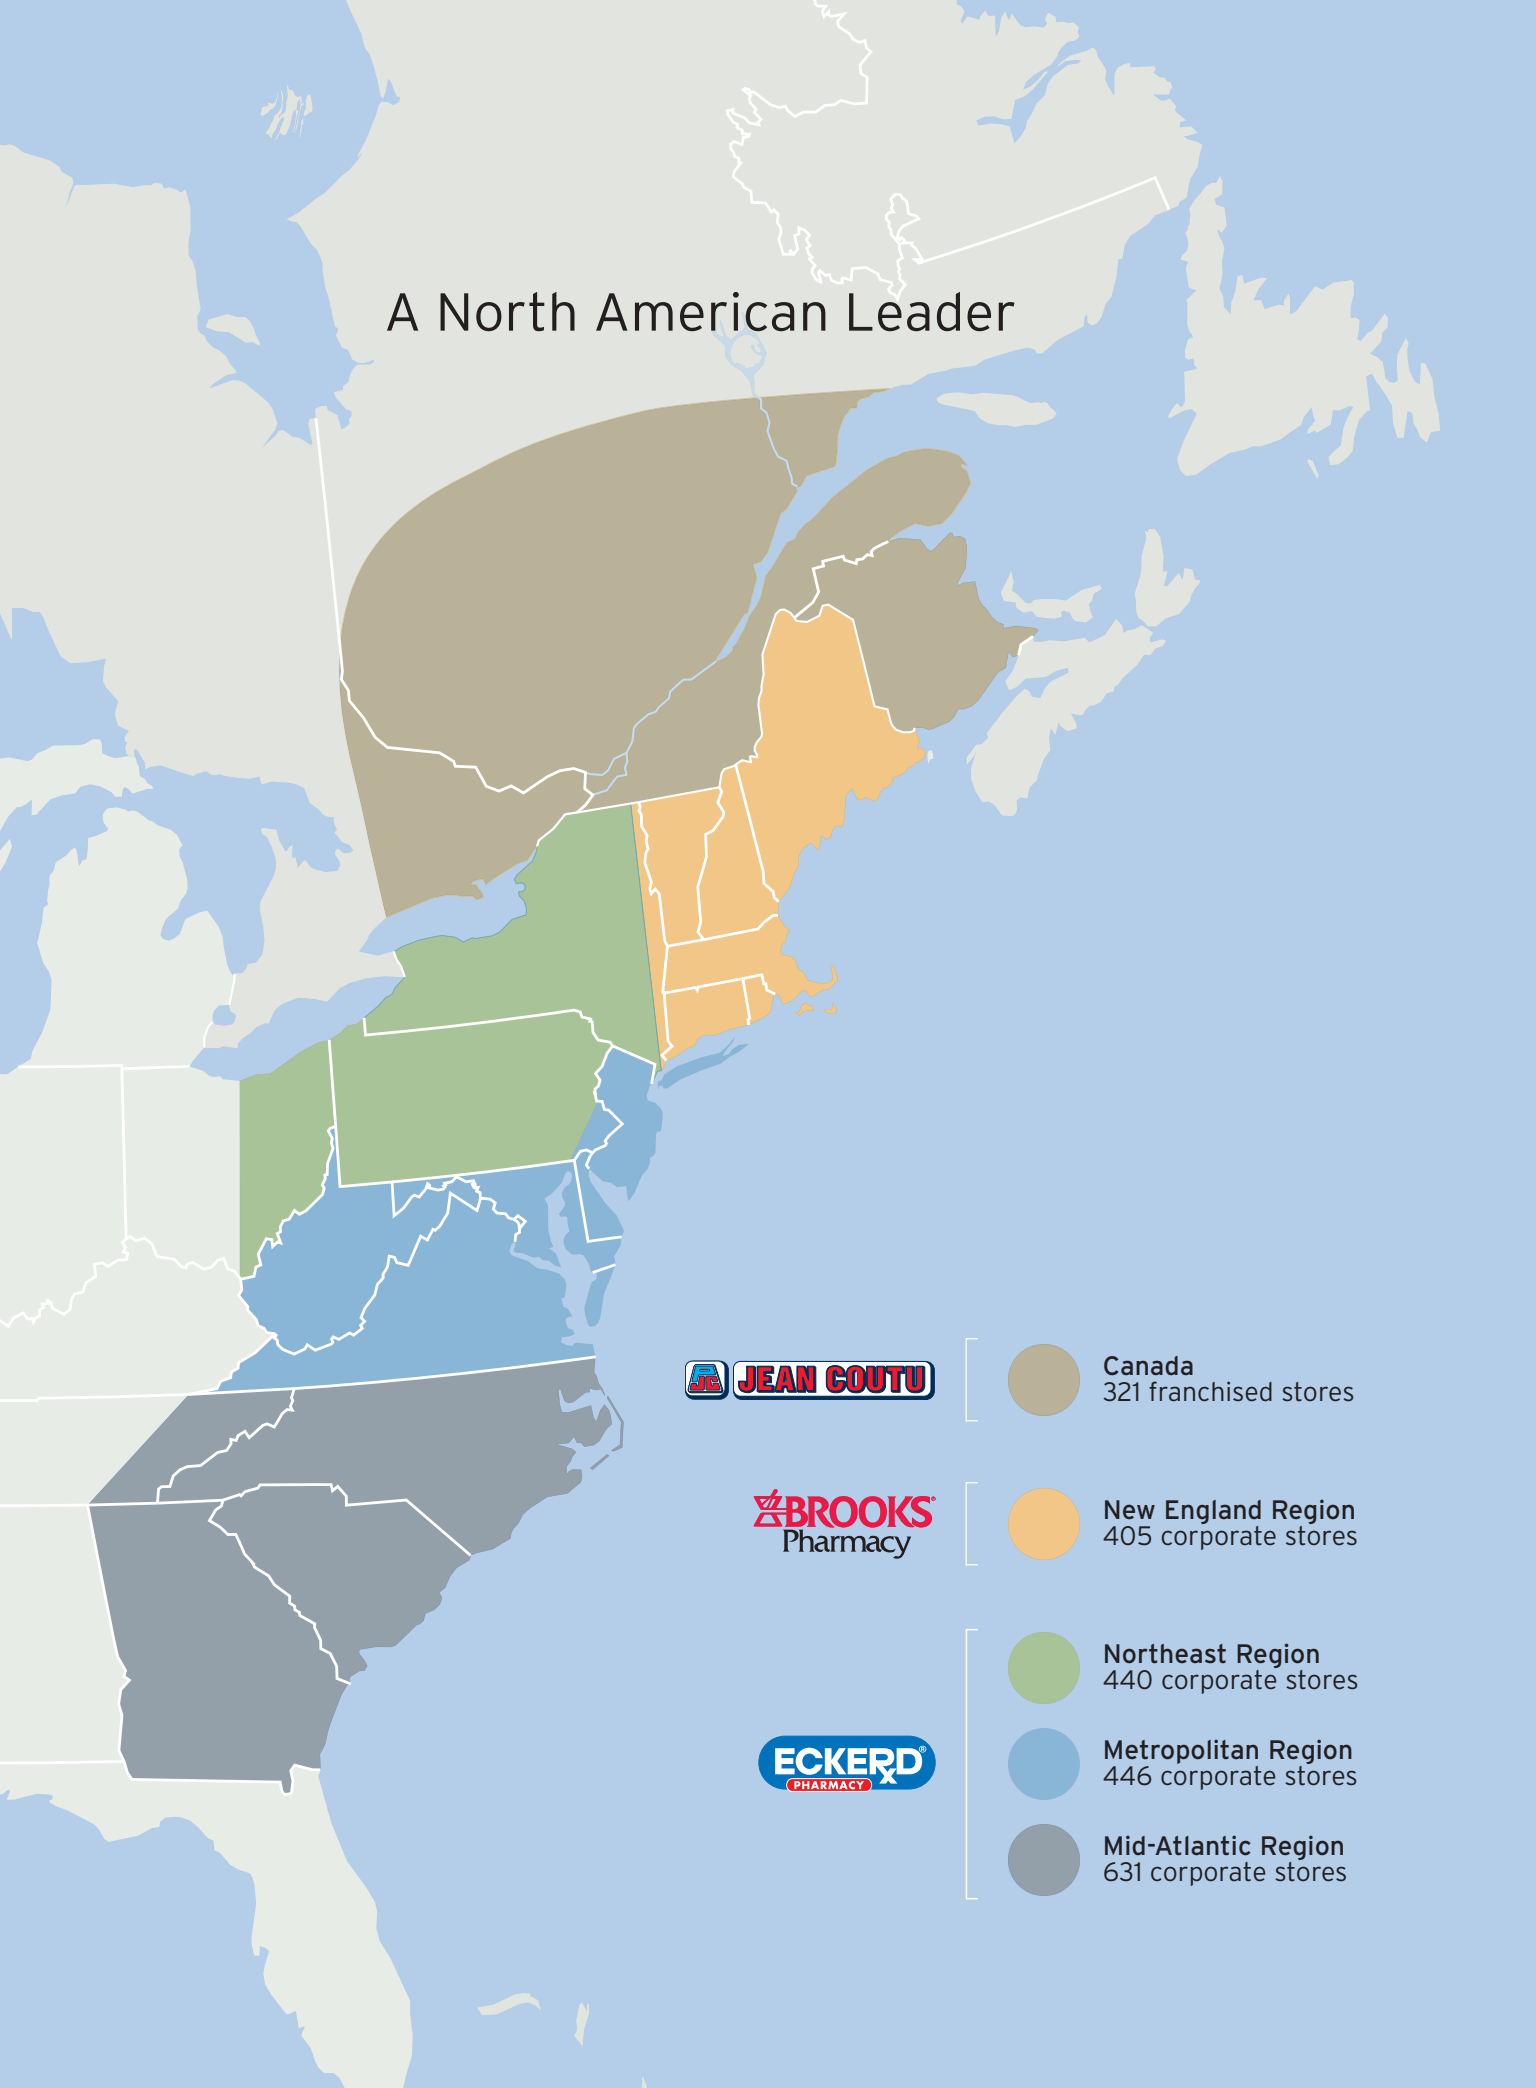 A North American Leader
PJC JEAN COUTU
Canada
321 franchised stores
BROOKS
Pharmacy
New England Region
405 corporate stores
Northeast Region
440 corporate stores
ECKERD®
PHARMACY
Metropolitan Region
446 corporate stores
Mid-Atlantic Region
631 corporate stores